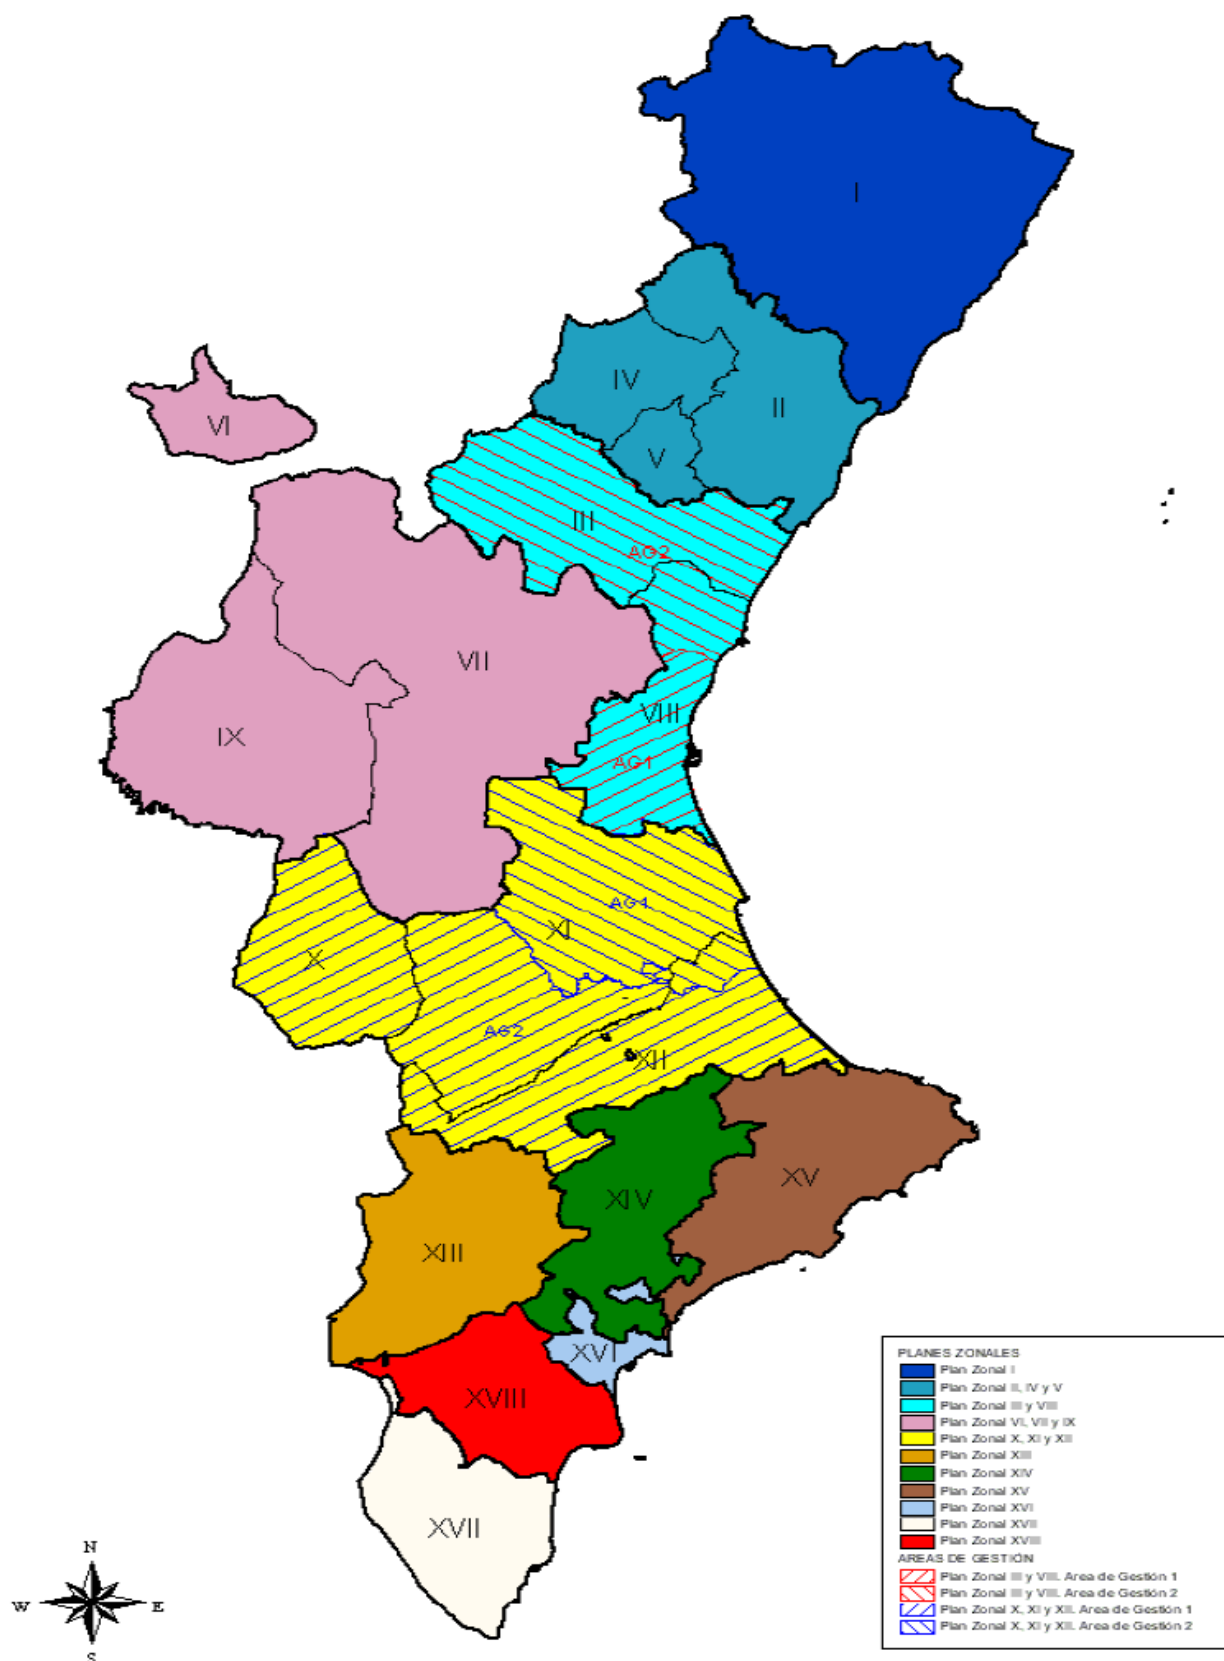 I
IV
II
VI
V
III
AG2
VII
VIII
IX
AG1
AG1
XI
X
AG2
XII
XV
XIV
XIII
XVI
XVIII
XVII
N
W E
S
PLANES ZONALES
Plan Zonal I
Plan Zonal II, IV y V
Plan Zonal III y VIII
Plan Zonal VI, VII y IX
Plan Zonal X, XI y XII
Plan Zonal XIII
Plan Zonal XIV
Plan Zonal XV
Plan Zonal XVI
Plan Zonal XVII
Plan Zonal XVIII
AREAS DE GESTIÓN
Plan Zonal III y VIII. Area de Gestión 1
Plan Zonal III y VIII. Area de Gestión 2
Plan Zonal X, XI y XII. Area de Gestión 1
Plan Zonal X, XI y XII. Area de Gestión 2